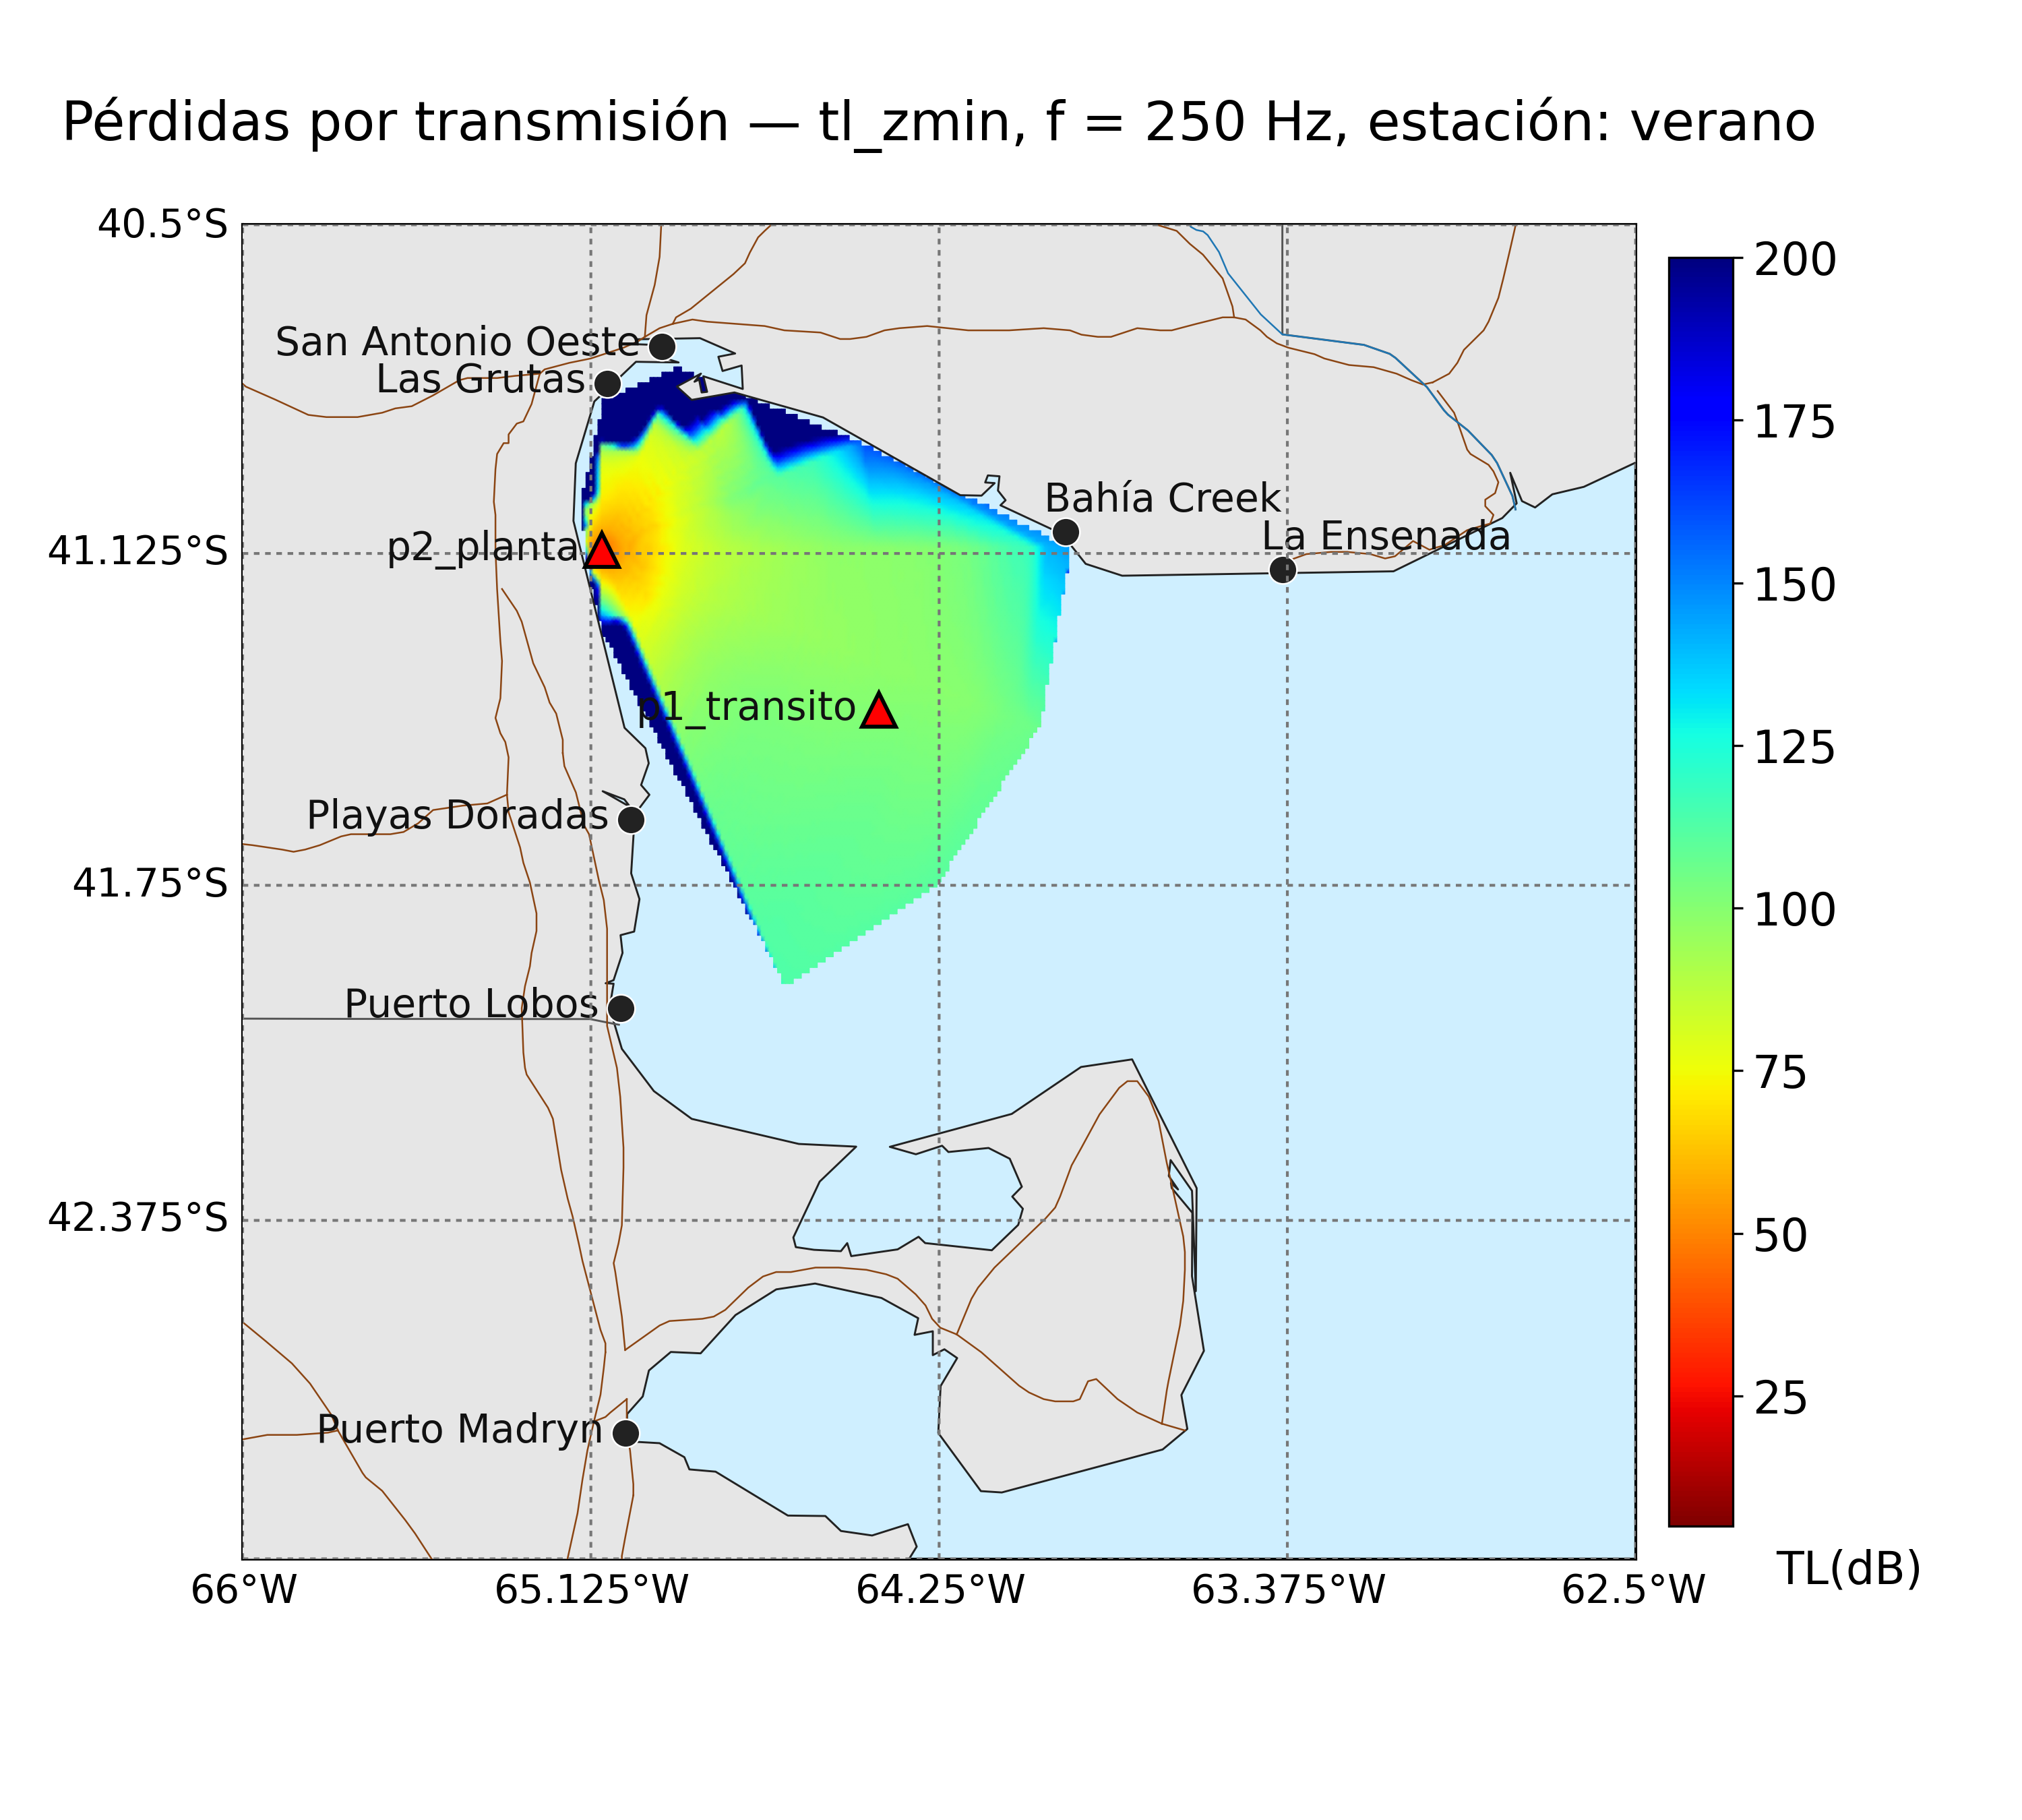 Pérdidas por transmisión — tl_zmin, f = 250 Hz, estación: verano
40.5°S
200
San Antonio Oeste
Las Grutas
175
Bahía Creek
La Ensenada
41.125°S
p2_planta
150
p1_transito
125
Playas Doradas
41.75°S
100
Puerto Lobos
75
42.375°S
50
25
Puerto Madryn
TL(dB)
66°W
65.125°W
64.25°W
63.375°W
62.5°W